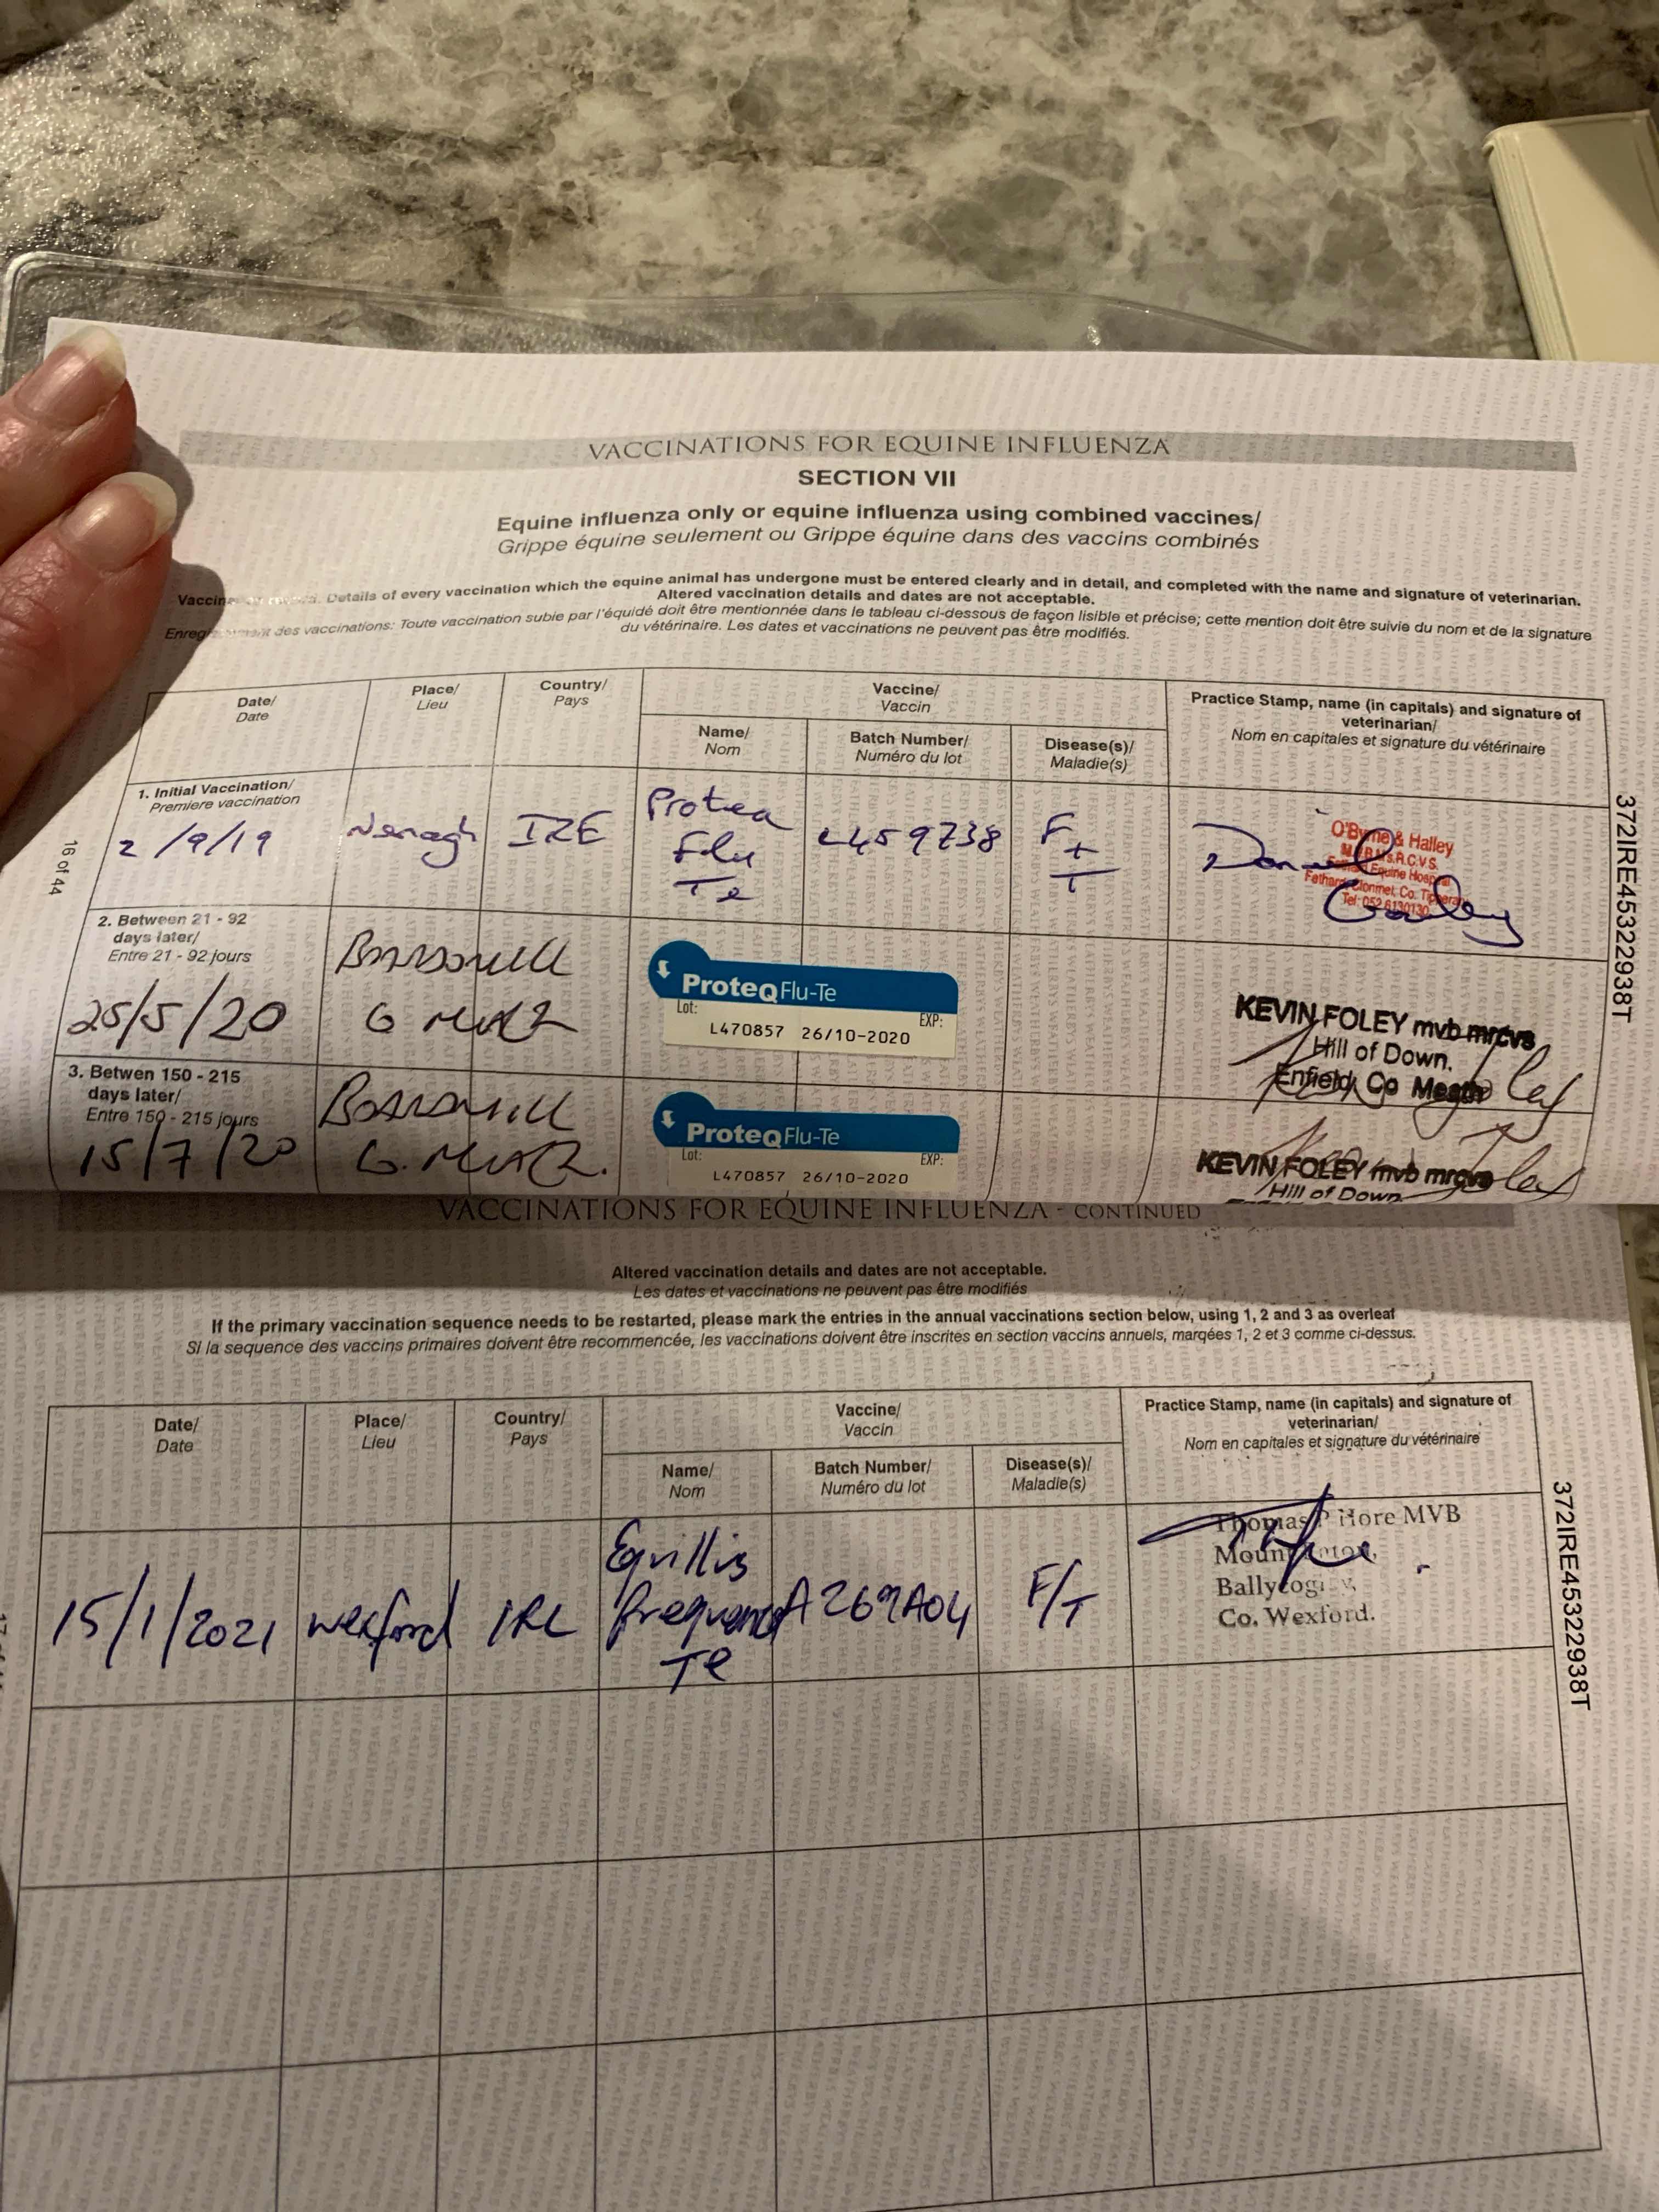 VACCINATIONS FOR EQUINE INFLUENZA
SECTION VII
Equine influenza only or equine influenza using combined vaccines/
Grippe équine seulement ou Grippe équine dans des vaccins combinés
Details of every vaccination which the equine animal has undergone must be entered clearly and in detail, and completed with the name and signature of veterinarian.
Altered vaccination details and dates are not acceptable.
des vaccinations: Toute vaccination subie par l'équidé doit être mentionnée dans le tableau ci-dessous de façon lisible et précise; cette mention doit être suivie du nom et de la signature
du vétérinaire. Les dates et vaccinations ne peuvent pas être modifiés.
Date/
Date
Place/
Lieu
Country/
Pays
Vaccine/
Vaccin
Name/
Nom
Batch Number/
Numéro du lot
Disease(s)/
Maladie(s)
Practice Stamp, name (in capitals) and signature of
veterinarian/
Nom en capitales et signature du vétérinaire
1. Initial Vaccination/
Premiere vaccination
2/9/19
Nenagh
IRE
Flu
Te
L459738
F+
T
O'Byrne & Halley
Equine
Clonmel, Co.
Tel: 052 6130130
2. Between 21 - 92
days later/
Entre 21 - 92 jours
25/5/20
ProteqFlu-Te
Lot:
EXP:
L470857 26/10-2020
KEVIN FOLEY mvb mrcvs
Hill of Down.
Enfield, Co Meath
3. Betwen 150 - 215
days later/
Entre 150 - 215 jours
15/7/20
ProteqFlu-Te
Lot:
EXP:
L470857 26/10-2020
KEVIN FOLEY mvb mrcvs
Hill of Down
16 of 44
372IRE45322938T
VACCINATIONS FOR EQUINE INFLUENZA - CONTINUED
Altered vaccination details and dates are not acceptable.
Les dates et vaccinations ne peuvent pas être modifiés
If the primary vaccination sequence needs to be restarted, please mark the entries in the annual vaccinations section below, using 1, 2 and 3 as overleaf
Si la sequence des vaccins primaires doivent être recommencée, les vaccinations doivent être inscrites en section vaccins annuels, marqées 1, 2 et 3 comme ci-dessus.
Date/
Date
Place/
Lieu
Country/
Pays
Vaccine/
Vaccin
Name/
Nom
Batch Number/
Numéro du lot
Disease(s)/
Maladie(s)
Practice Stamp, name (in capitals) and signature of
veterinarian/
Nom en capitales et signature du vétérinaire
15/1/2021
Wexford
IRL
Te
A269A04
F/T
Thomas P Hore MVB
Co. Wexford.
372IRE45322938T